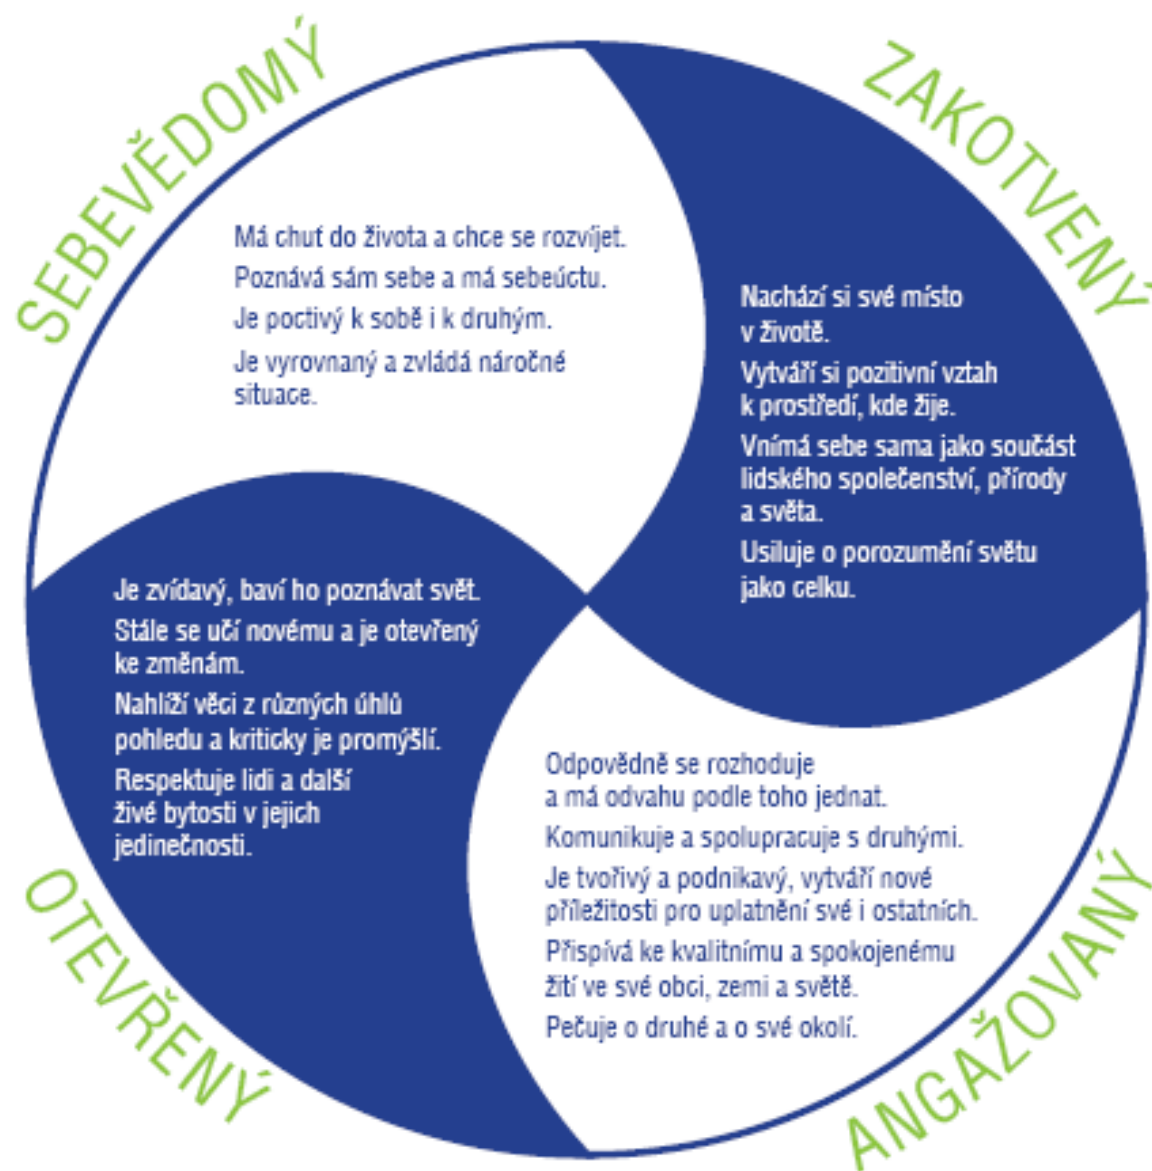 SEBEVĚDOMÝ
Má chuť do života a chce se rozvíjet.
Poznává sám sebe a má sebeúctu.
Je poctivý k sobě i k druhým.
Je vyrovnaný a zvládá náročné
situace.
ZAKOTVENÝ
Nachází si své místo
v životě.
Vytváří si pozitivní vztah
k prostředí, kde žije.
Vnímá sebe sama jako součást
lidského společenství, přírody
a světa.
Usiluje o porozumění světu
jako celku.
OTEVŘENÝ
Je zvídavý, baví ho poznávat svět.
Stále se učí novému a je otevřený
ke změnám.
Nahlíží věci z různých úhlů
pohledu a kriticky je promýšlí.
Respektuje lidi a další
živé bytosti v jejich
jedinečnosti.
ANGAŽOVANÝ
Odpovědně se rozhoduje
a má odvahu podle toho jednat.
Komunikuje a spolupracuje s druhými.
Je tvořivý a podnikavý, vytváří nové
příležitosti pro uplatnění své i ostatních.
Přispívá ke kvalitnímu a spokojenému
žití ve své obci, zemi a světě.
Pečuje o druhé a o své okolí.